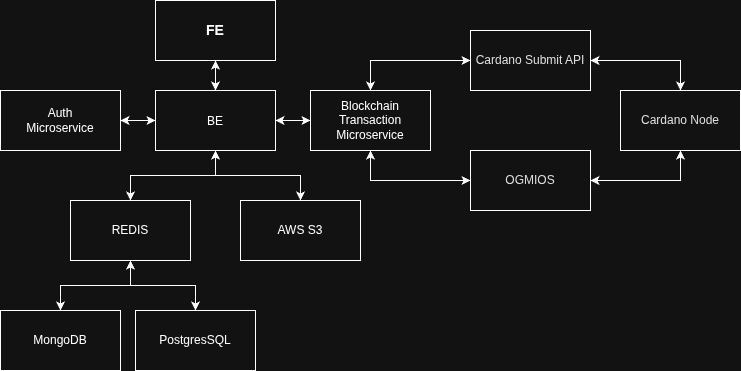 FE
Cardano Submit API
Auth
Microservice
BE
Blockchain
Transaction
Microservice
Cardano Node
OGMIOS
REDIS
AWS S3
MongoDB
PostgresSQL